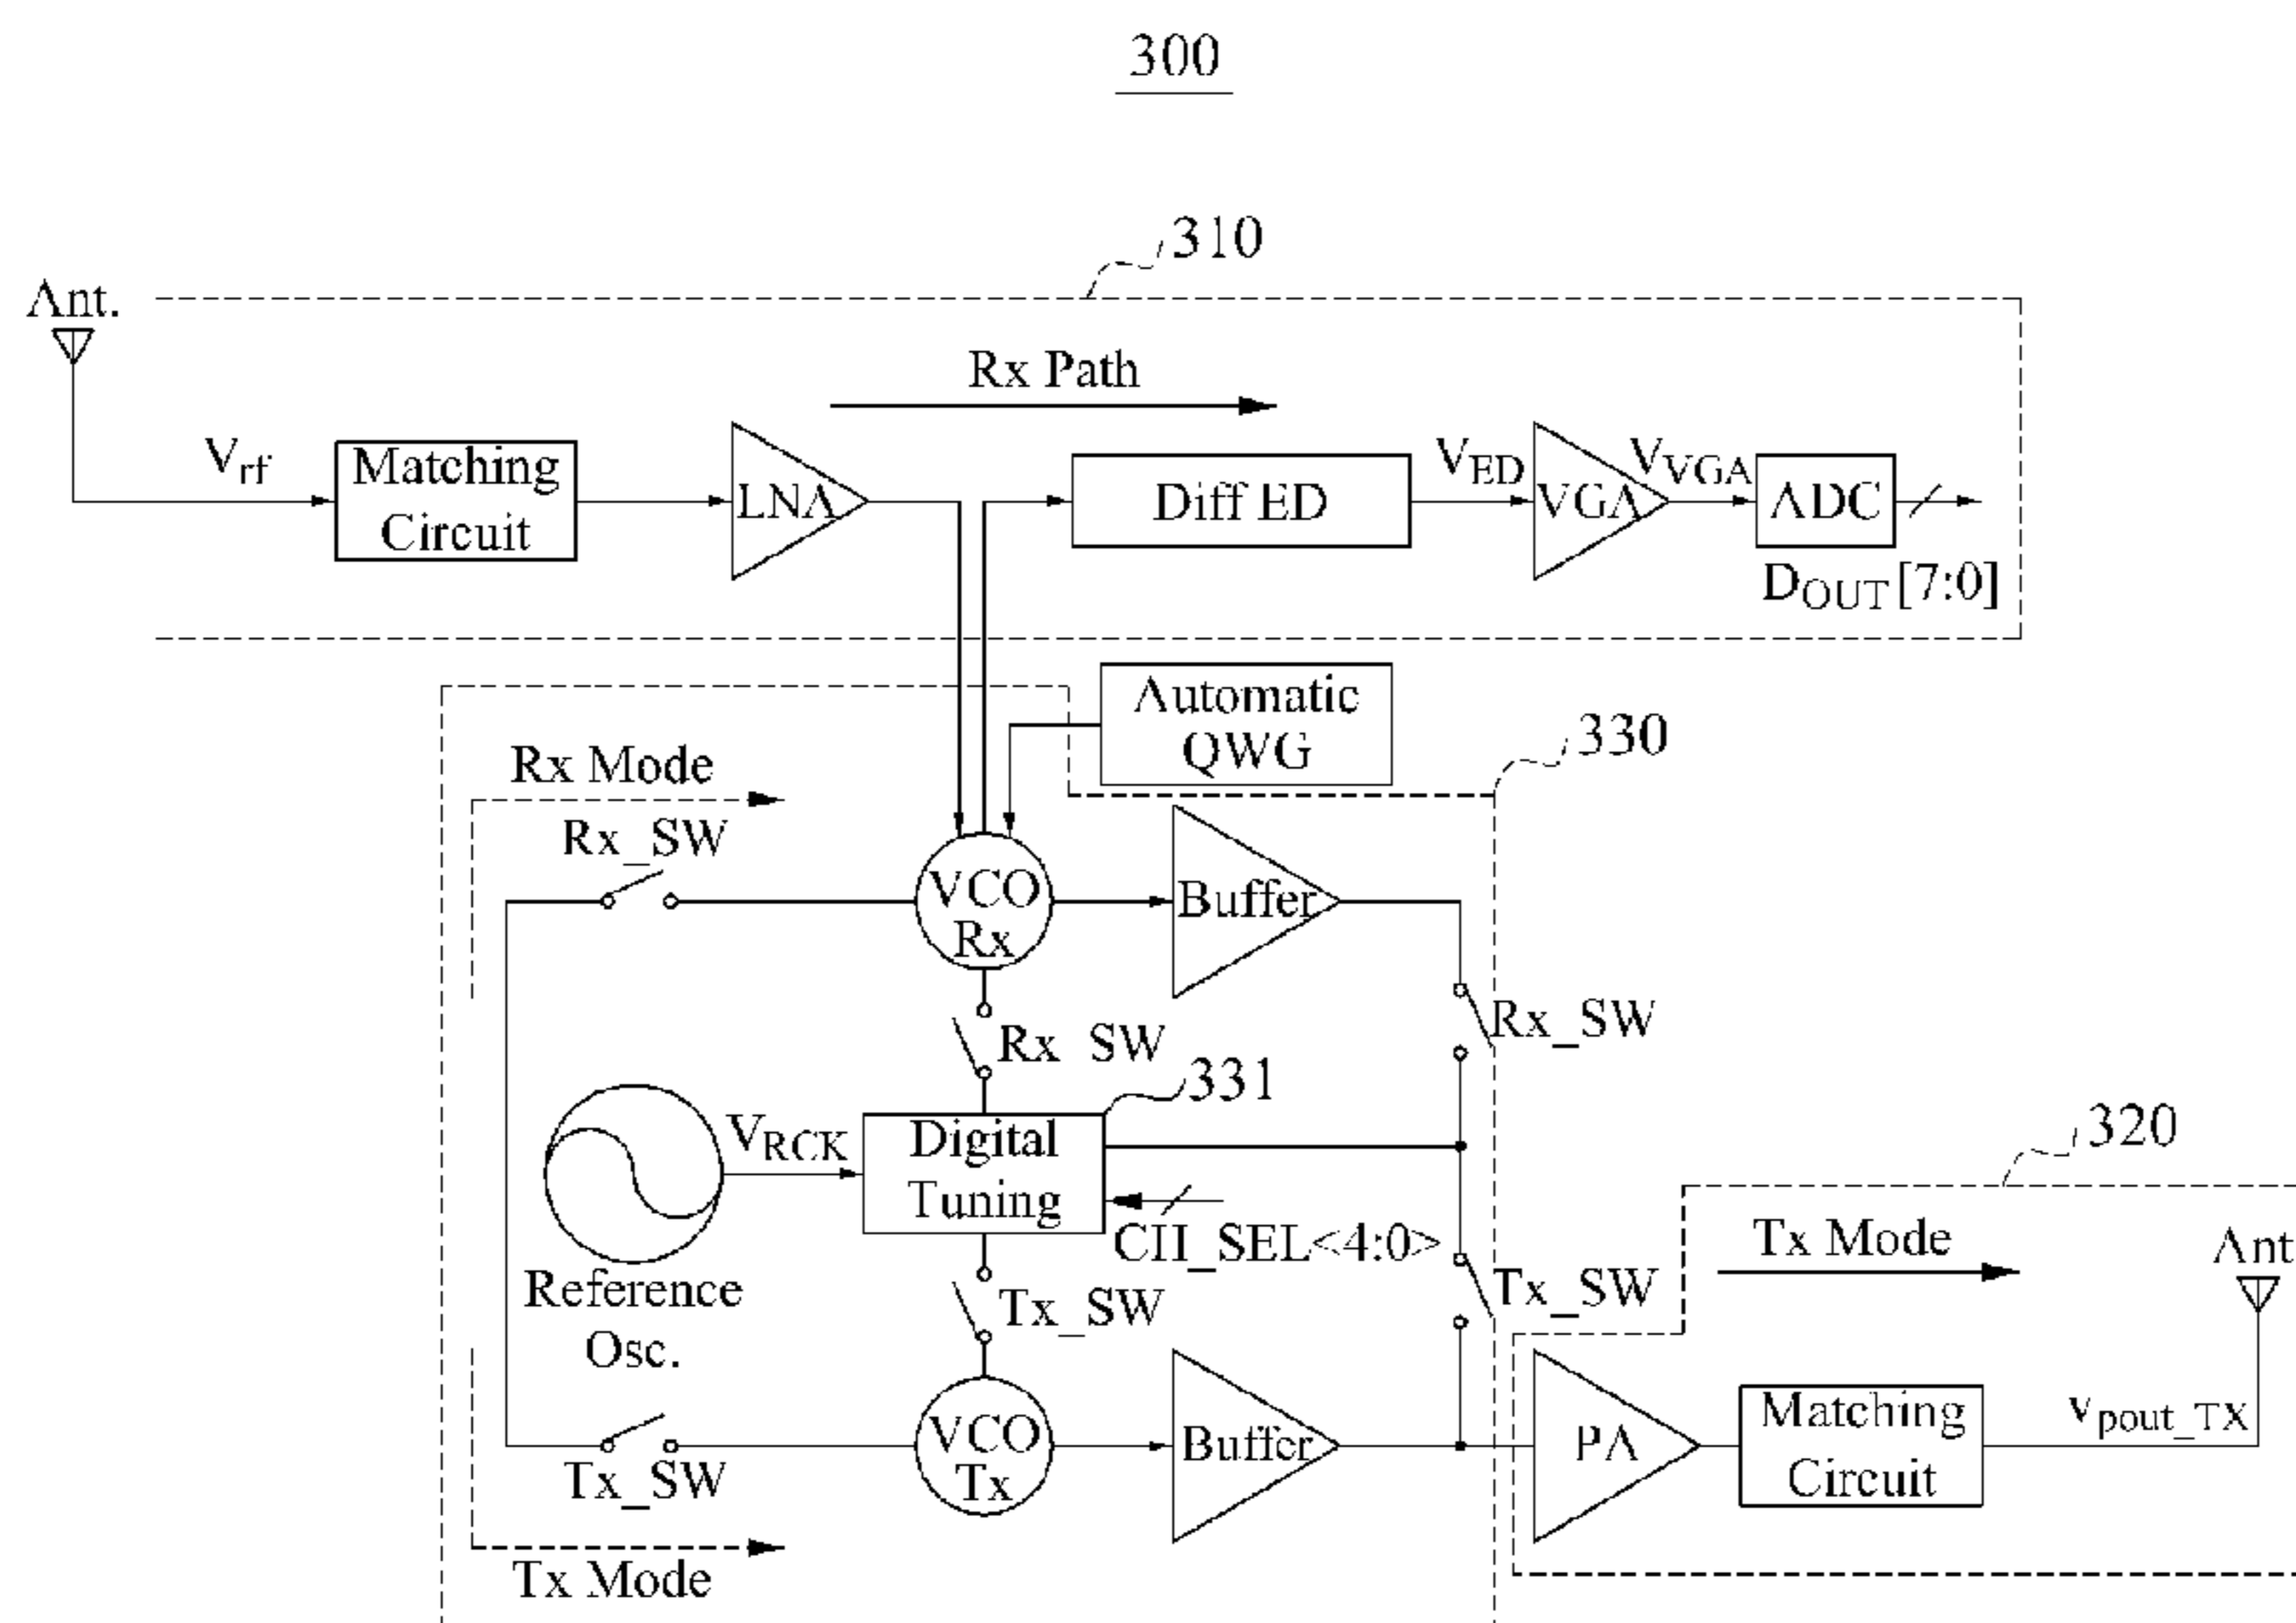 300
310
Ant.
Rx Path
Vrf
Matching
Circuit
LNA
Diff ED
VED
VGA
VVGA
ADC
DOUT[7:0]
Automatic
QWG
330
Rx Mode
Rx_SW
VCO
Rx
Buffer
Rx_SW
Rx SW
331
VRCK
Digital
Tuning
CH_SEL<4:0>
320
Tx Mode
Ant
Reference
Osc.
Tx_SW
Tx_SW
VCO
Tx
Buffer
PA
Matching
Circuit
vpout_TX
Tx_SW
Tx Mode